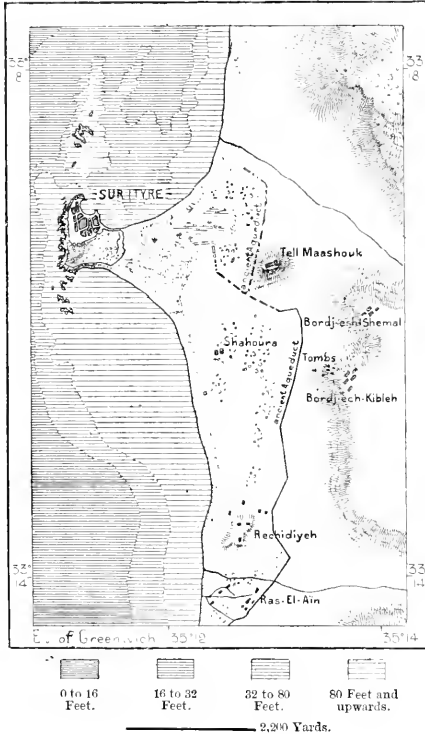 33
8
33
8
SUR (TYRE)
Tell Maashouk
ancient Aqueduct
Bordj-esh-Shemal
Shahoura
Tombs
ancient Aqueduct
Bordj-ech-Kibleh
Rechidiyeh
33
14
33
14
Ras-El-Ain
E. of Greenwich 35°12 35°14
0 to 16 Feet.
16 to 32 Feet.
32 to 80 Feet.
80 Feet and upwards.
2,200 Yards.